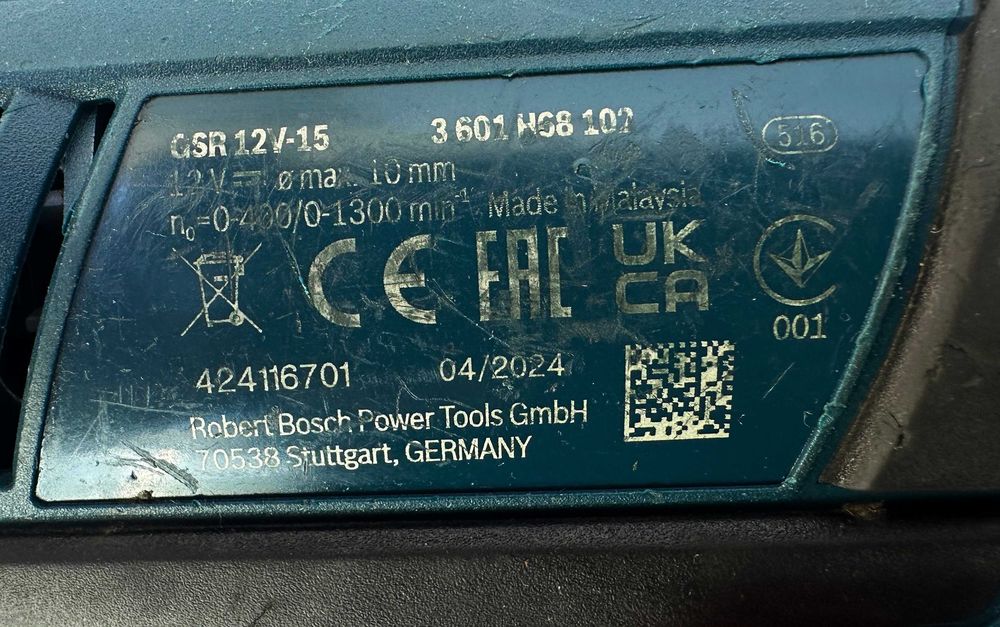 GSR 12V-15 3 601 H68 102 516
12 V⎓ ø max. 10 mm
n₀=0-400/0-1300 min⁻¹ Made in Malaysia
CE EAC UK CA
001
424116701 04/2024
Robert Bosch Power Tools GmbH
70538 Stuttgart, GERMANY